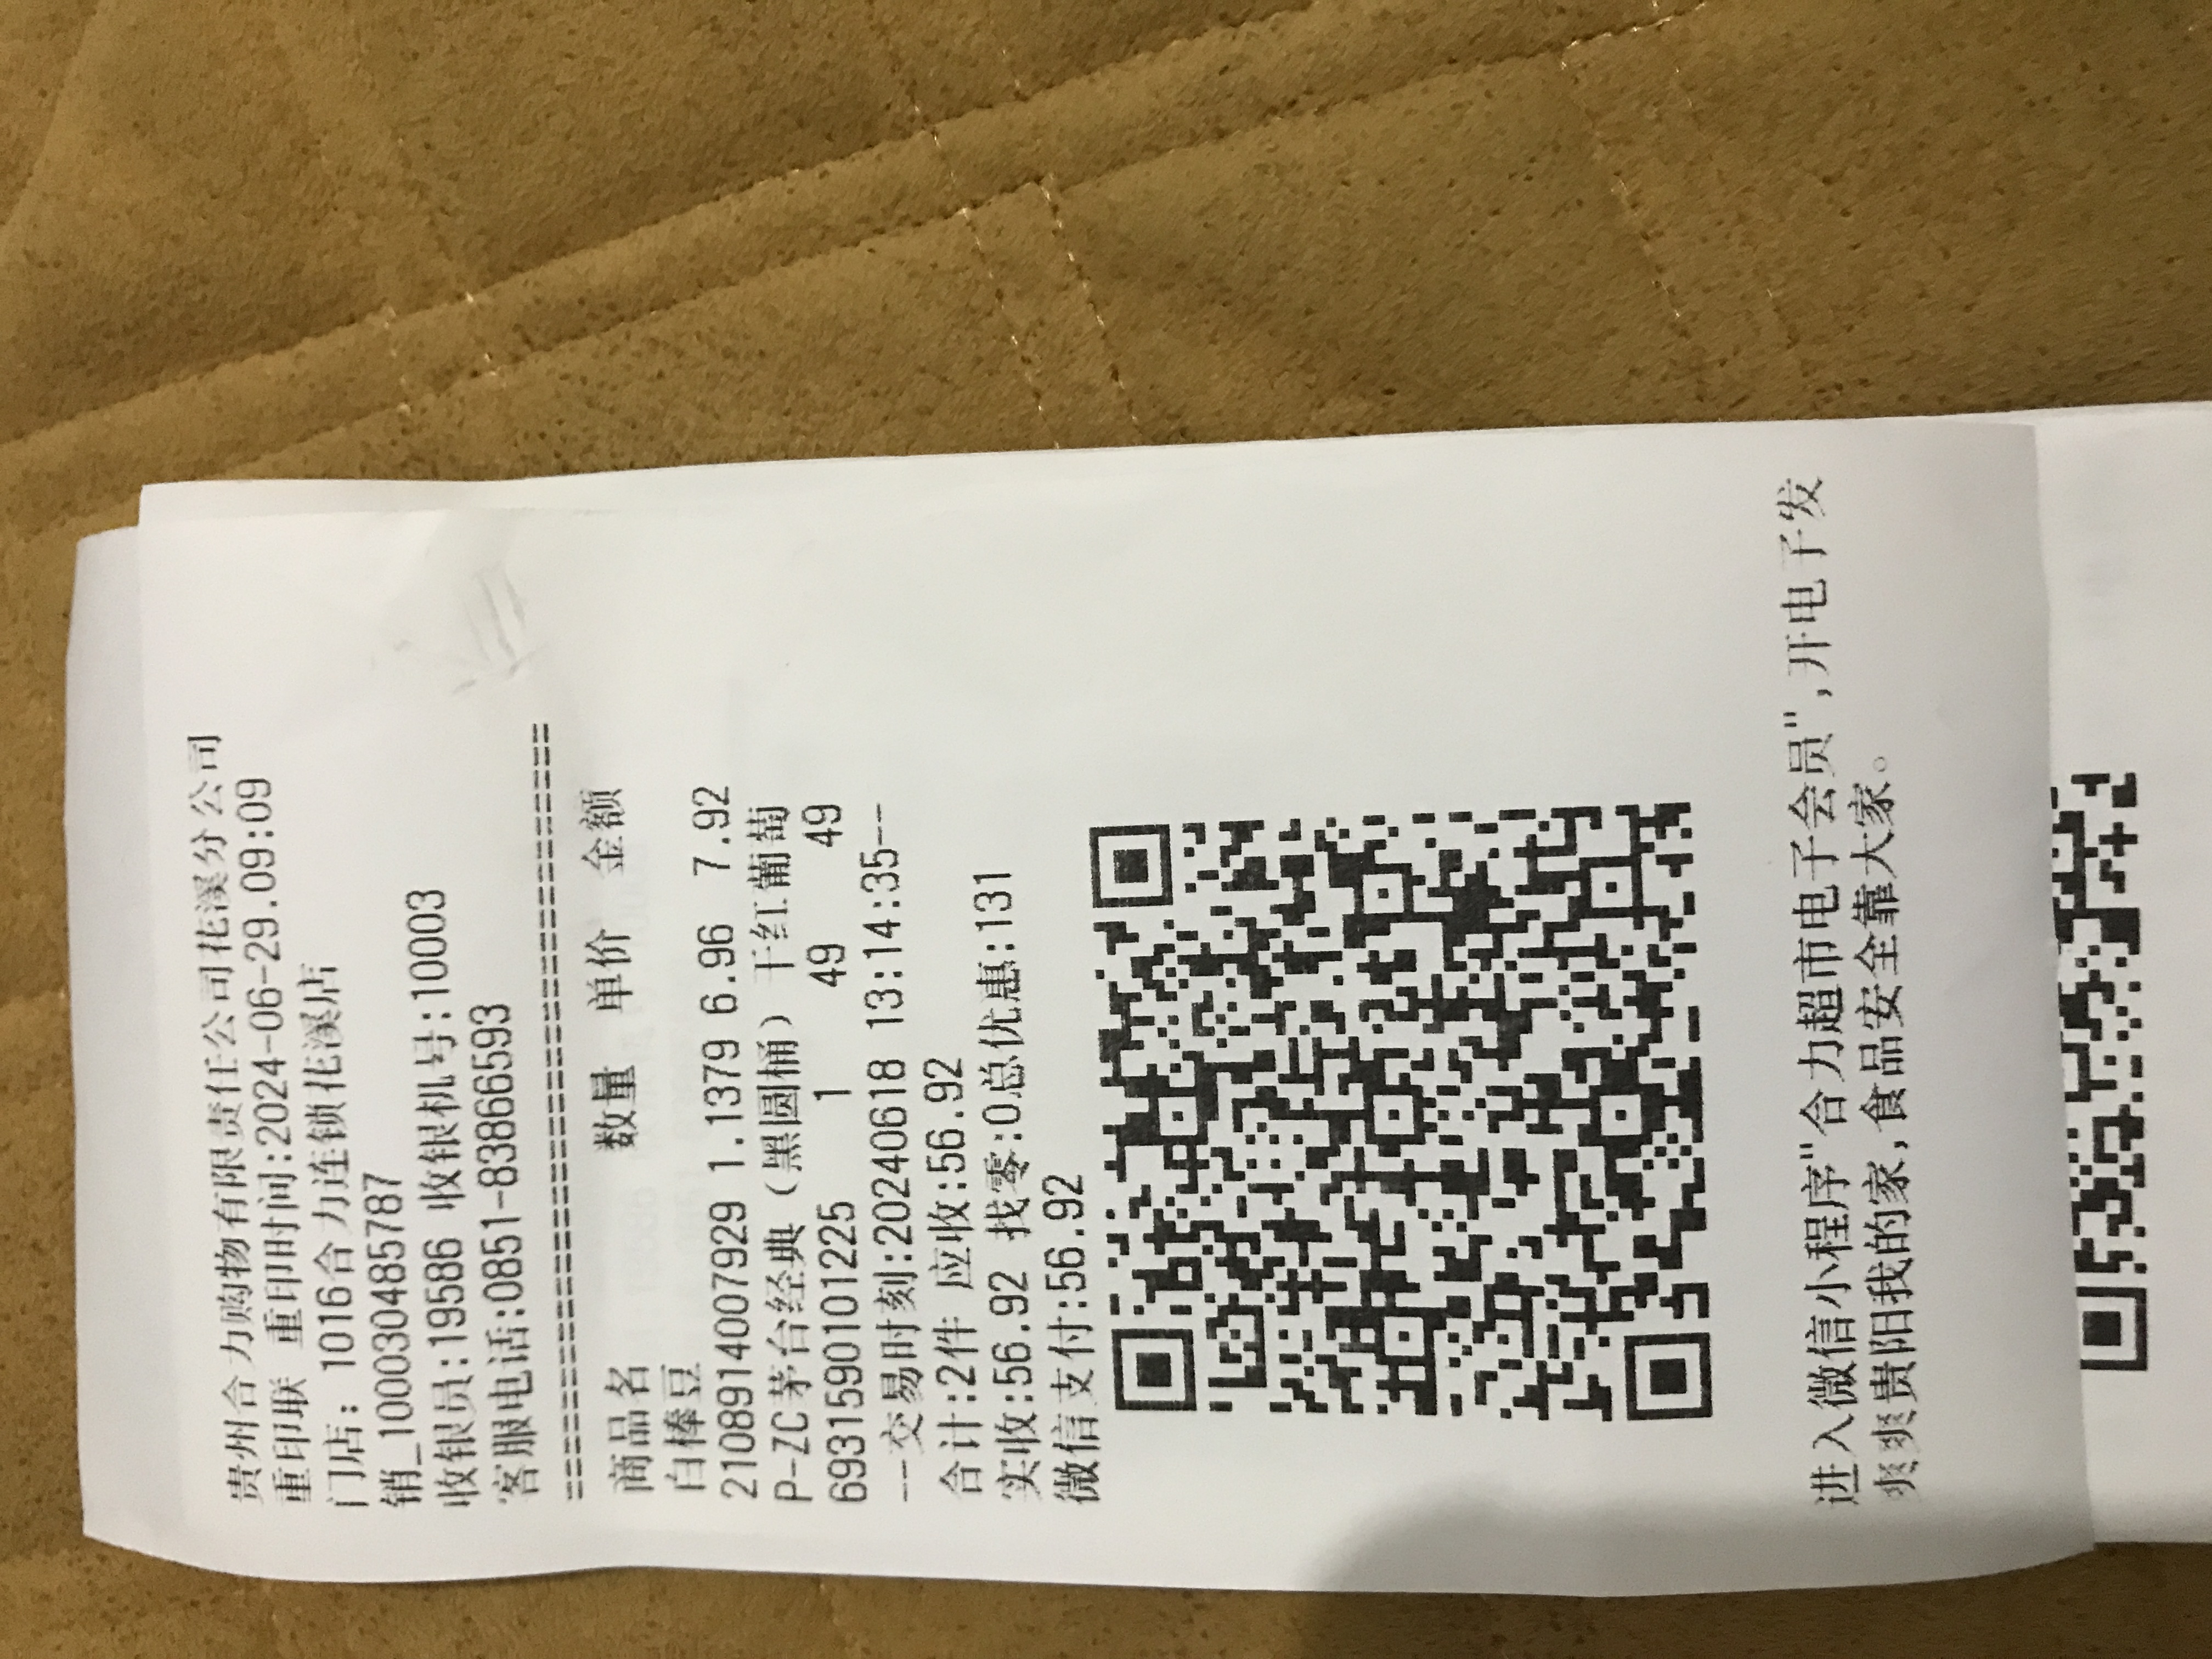 贵州合力购物有限责任公司花溪分公司
重印联 重印时间:2024-06-29.09:09
门店: 1016合力连锁花溪店
销_100030485787
收银员:19586 收银机号:10003
客服电话:0851-83866593
==========================================
商品名 数量 单价 金额
白棒豆
2108914007929 1.1379 6.96 7.92
P-ZC茅台经典（黑圆桶）干红葡萄
6931590101225 1 49 49
--交易时刻:20240618 13:14:35--
合计:2件 应收:56.92
实收:56.92 找零:0总优惠:131
微信支付:56.92
进入微信小程序"合力超市电子会员",开电子发
爽爽贵阳我的家,食品安全靠大家。